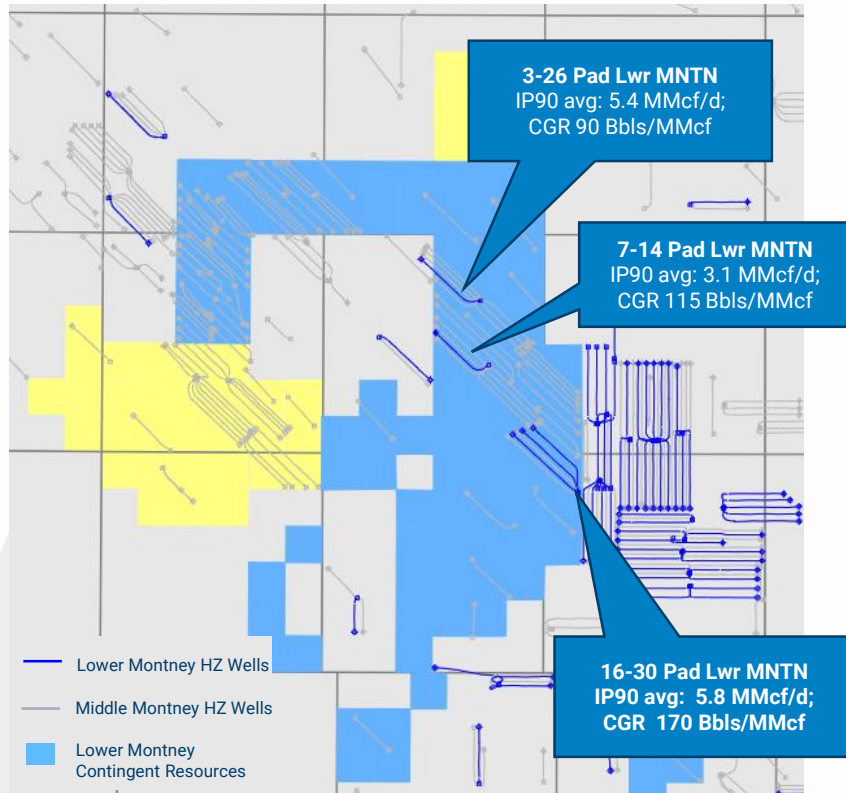 3-26 Pad Lwr MNTN
IP90 avg: 5.4 MMcf/d;
CGR 90 Bbls/MMcf
7-14 Pad Lwr MNTN
IP90 avg: 3.1 MMcf/d;
CGR 115 Bbls/MMcf
16-30 Pad Lwr MNTN
IP90 avg: 5.8 MMcf/d;
CGR 170 Bbls/MMcf
Lower Montney HZ Wells
Middle Montney HZ Wells
Lower Montney
Contingent Resources